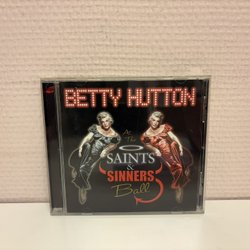 BETTY HUTTON
At The
SAINTS
& SINNERS
Ball